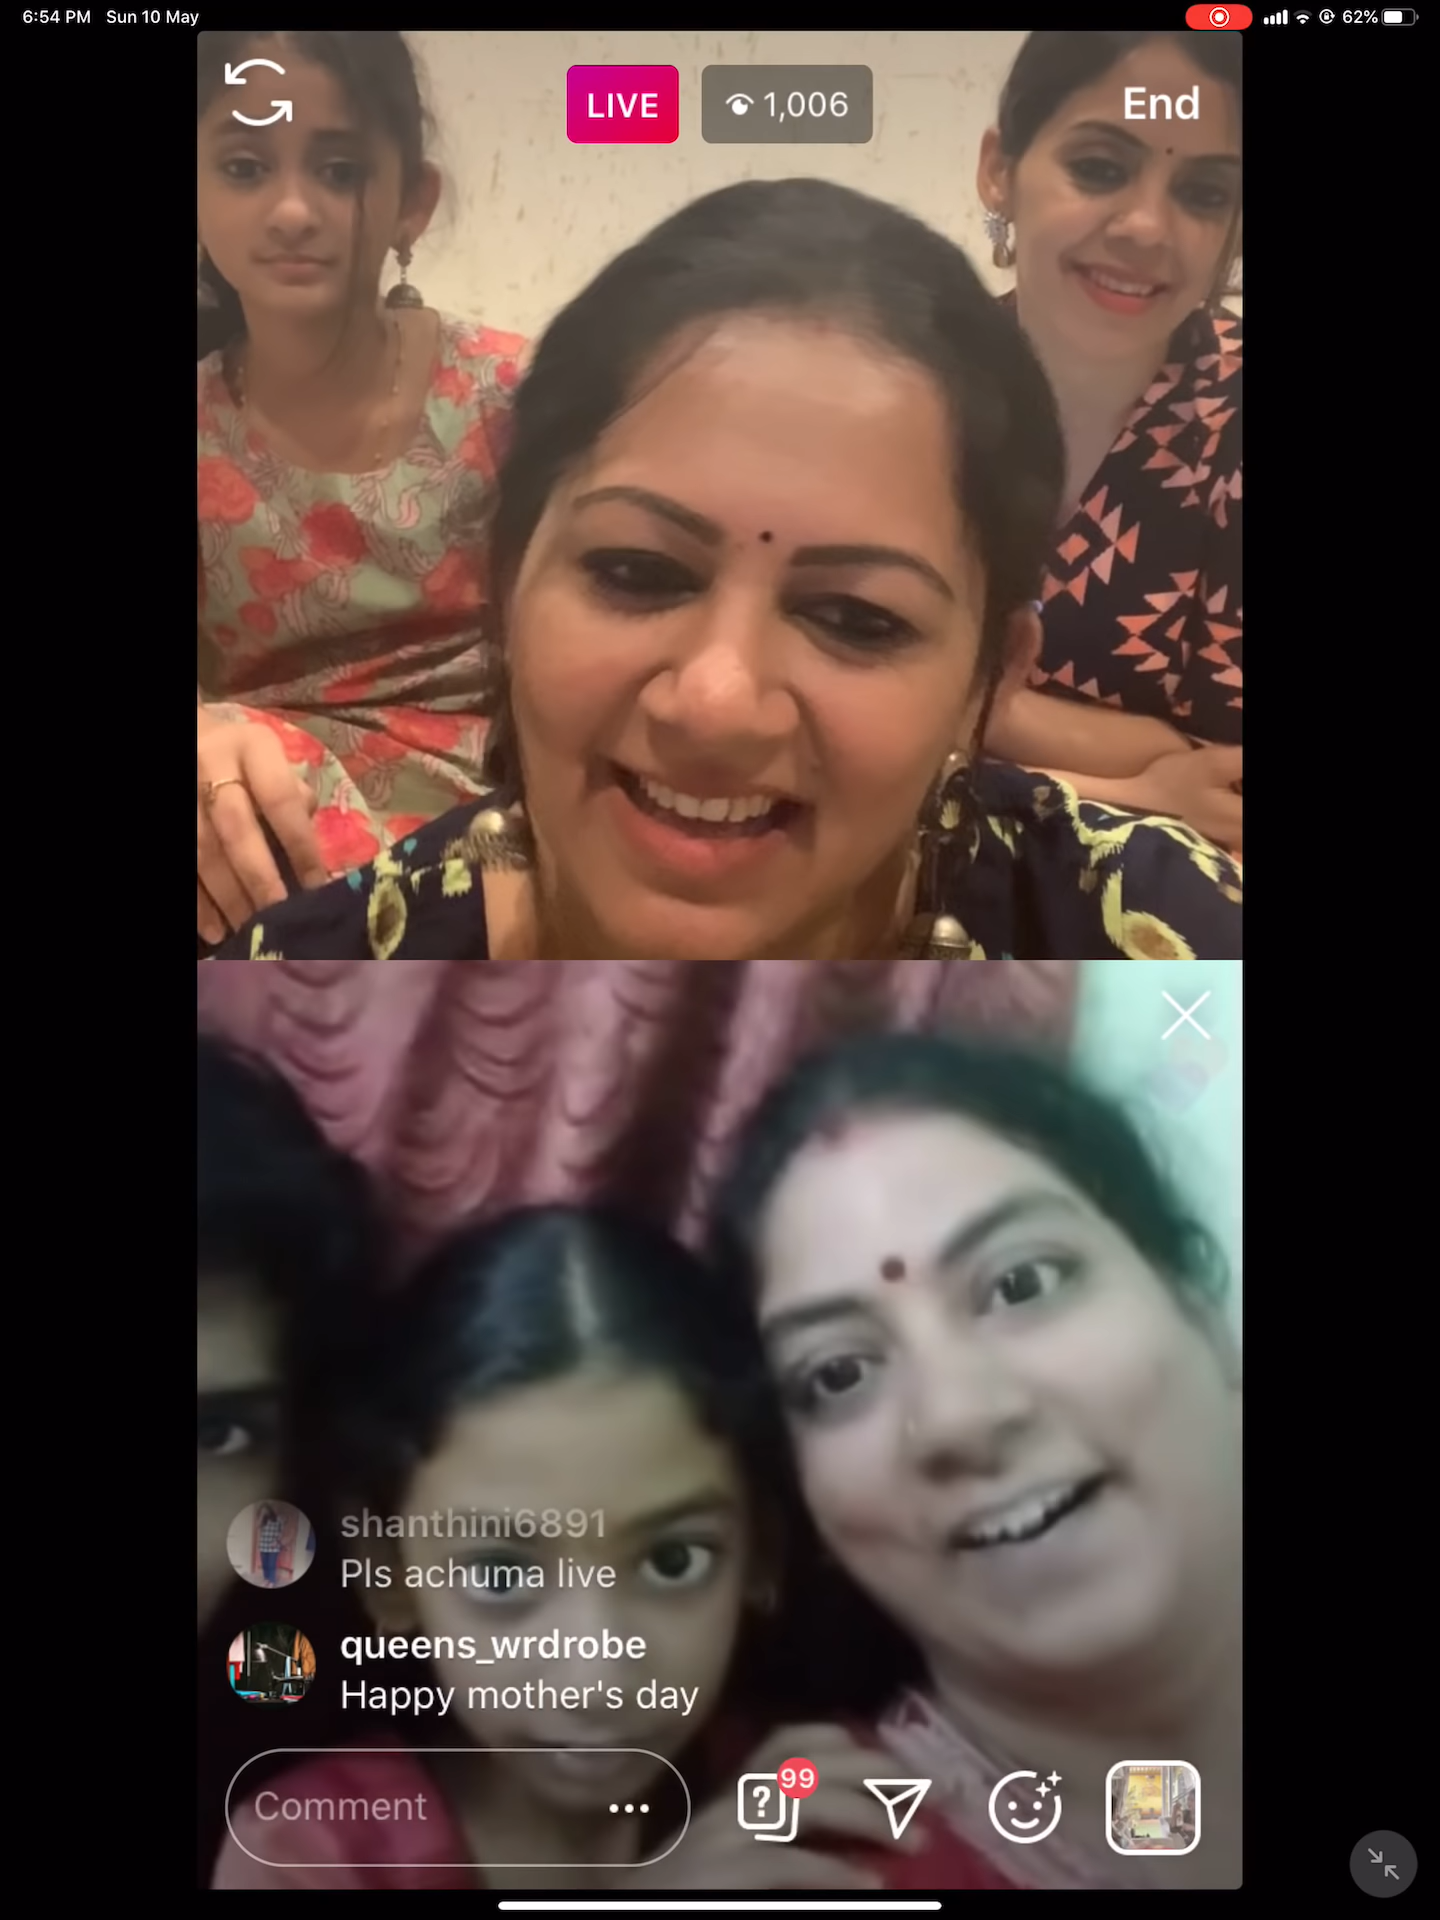 6:54 PM Sun 10 May
62%
LIVE
1,006
End
shanthini6891
Pls achuma live
queens_wrdrobe
Happy mother's day
Comment
?
99